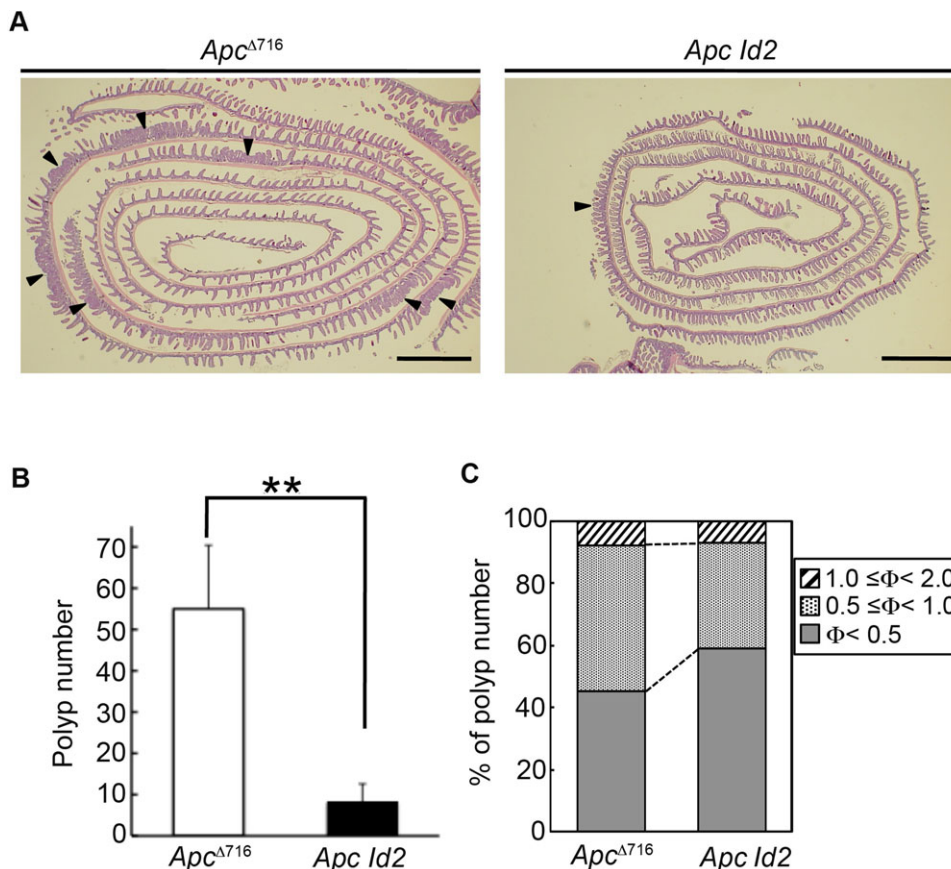 A
Apc^Δ716 Apc Id2
B
**
Polyp number
70
60
50
40
30
20
10
0
Apc^Δ716 Apc Id2
C
% of polyp number
100
80
60
40
20
0
Apc^Δ716 Apc Id2
1.0 ≤Φ< 2.0
0.5 ≤Φ< 1.0
Φ< 0.5